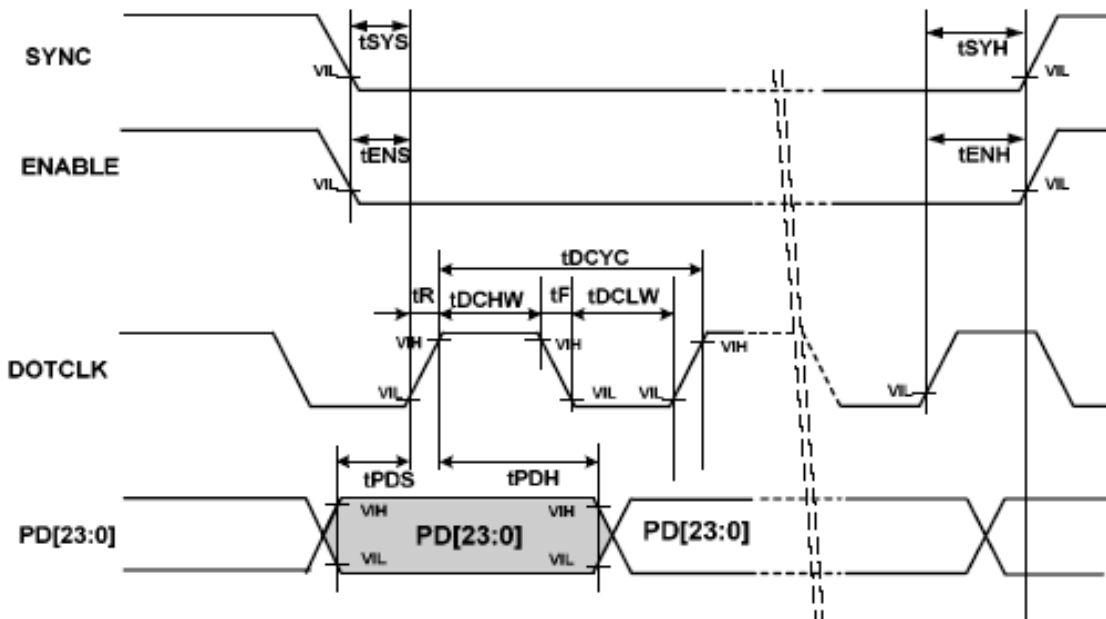 tSYS
tSYH
SYNC
VIL
VIL
tENS
tENH
ENABLE
VIL
VIL
tDCYC
tR
tDCHW
tF
tDCLW
VIH
VIH
VIH
DOTCLK
VIL
VIL
VIL
VIL
tPDS
tPDH
VIH
VIH
PD[23:0]
PD[23:0]
PD[23:0]
VIL
VIL